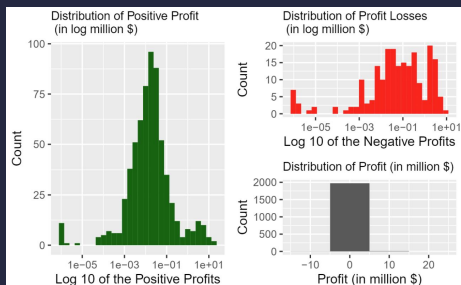 Distribution of Positive Profit
(in log million $)
100
75
50
25
0
Count
1e-05 1e-03 1e-01 1e+01
Log 10 of the Positive Profits
Distribution of Profit Losses
(in log million $)
20
15
10
5
0
Count
1e-05 1e-03 1e-01 1e+01
Log 10 of the Negative Profits
Distribution of Profit (in million $)
2000
1500
1000
500
0
Count
-10 0 10 20
Profit (in million $)